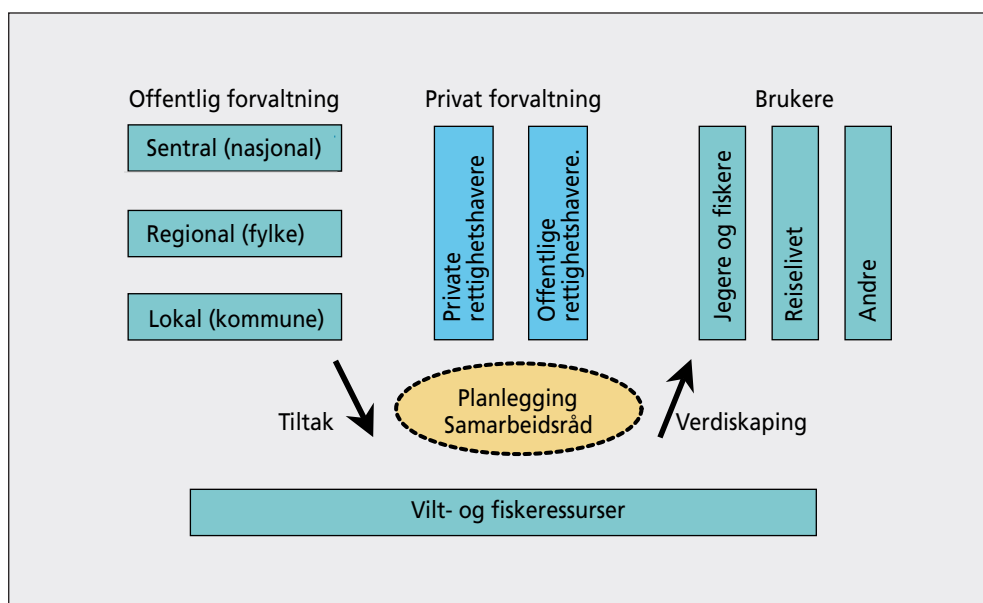 Offentlig forvaltning
Sentral (nasjonal)
Regional (fylke)
Lokal (kommune)
Privat forvaltning
Private
rettighetshavere
Offentlige
rettighetshavere.
Brukere
Jegere og fiskere
Reiselivet
Andre
Tiltak
Planlegging
Samarbeidsråd
Verdiskaping
Vilt- og fiskeressurser